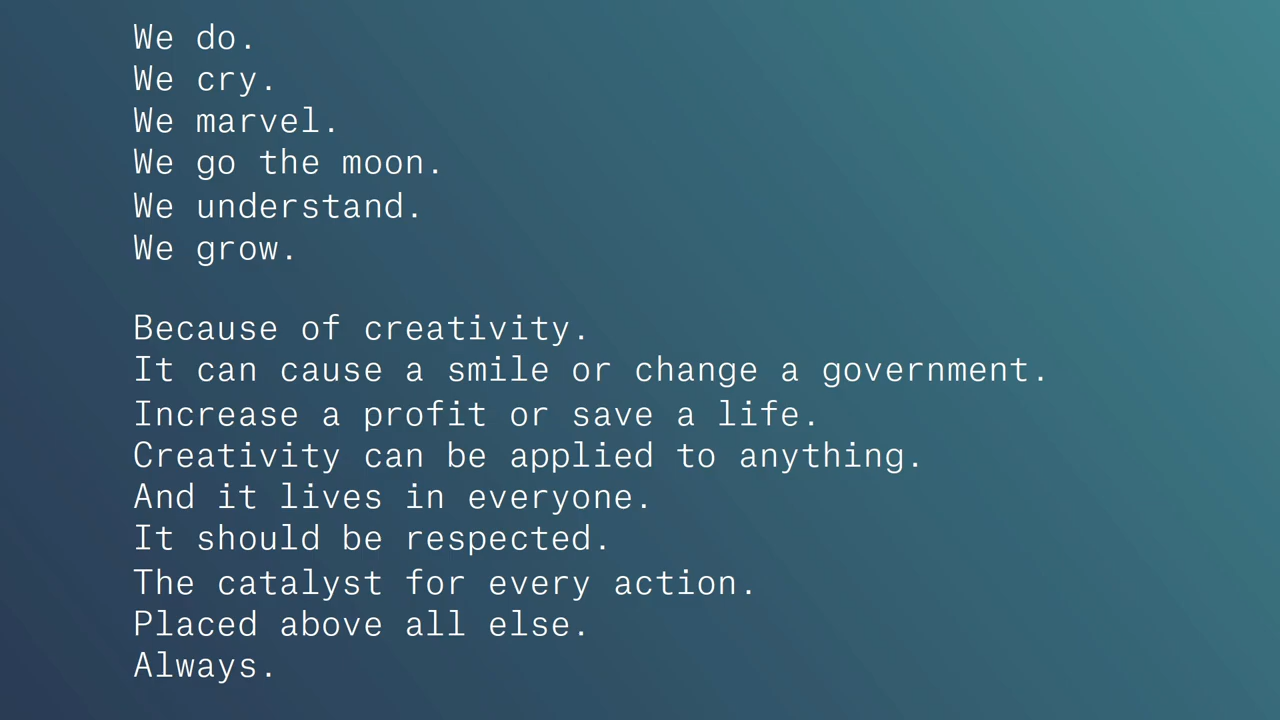 We do.
We cry.
We marvel.
We go the moon.
We understand.
We grow.
Because of creativity.
It can cause a smile or change a government.
Increase a profit or save a life.
Creativity can be applied to anything.
And it lives in everyone.
It should be respected.
The catalyst for every action.
Placed above all else.
Always.